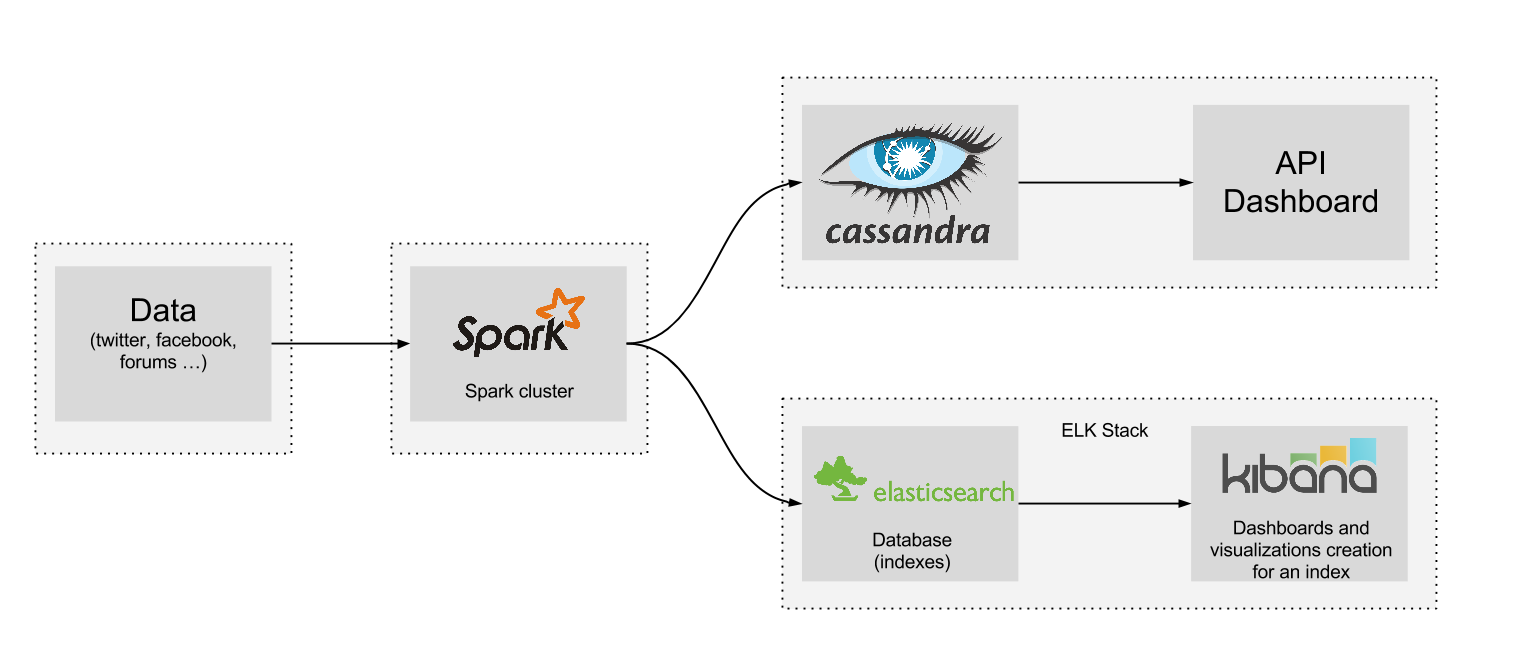 cassandra
API
Dashboard
Data
(twitter, facebook,
forums ...)
Spark
Spark cluster
ELK Stack
elasticsearch
Database
(indexes)
kibana
Dashboards and
visualizations creation
for an index